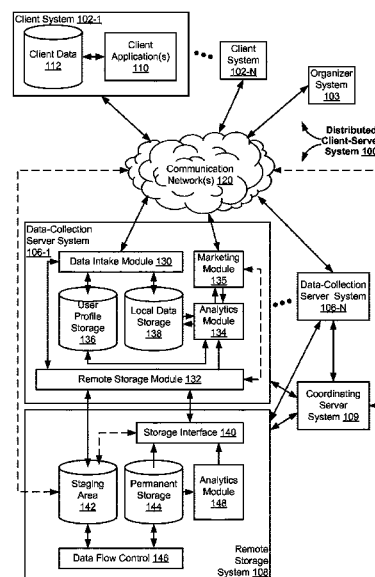 Client System 102-1
Client Data
112
Client
Application(s)
110
Client
System
102-N
Organizer
System
103
Distributed
Client-Server
System 100
Communication
Network(s) 120
Data-Collection
Server System
106-1
Data Intake Module 130
Marketing
Module
135
User
Profile
Storage
136
Local Data
Storage
138
Analytics
Module
134
Data-Collection
Server System
106-N
Remote Storage Module 132
Coordinating
Server
System 109
Storage Interface 140
Staging
Area
142
Permanent
Storage
144
Analytics
Module
148
Data Flow Control 146
Remote
Storage
System 108